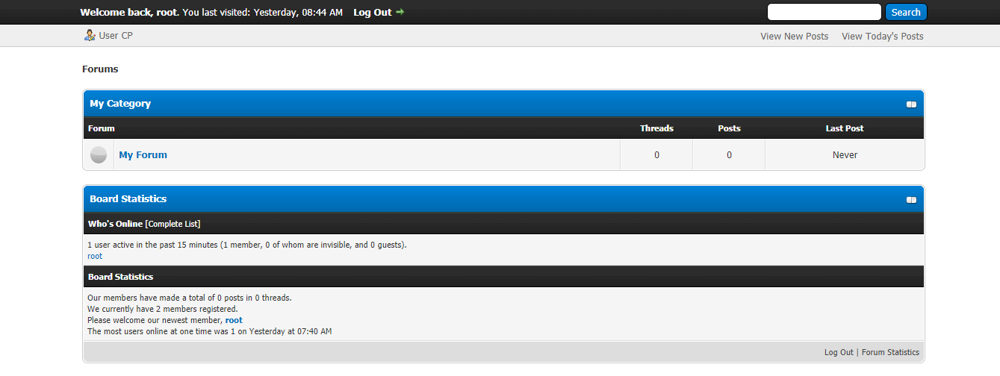 Welcome back, root. You last visited: Yesterday, 08:44 AM Log Out Search
User CP View New Posts View Today's Posts
Forums
My Category
Forum Threads Posts Last Post
My Forum 0 0 Never
Board Statistics
Who's Online [Complete List]
1 user active in the past 15 minutes (1 member, 0 of whom are invisible, and 0 guests).
root
Board Statistics
Our members have made a total of 0 posts in 0 threads.
We currently have 2 members registered.
Please welcome our newest member, root
The most users online at one time was 1 on Yesterday at 07:40 AM
Log Out | Forum Statistics